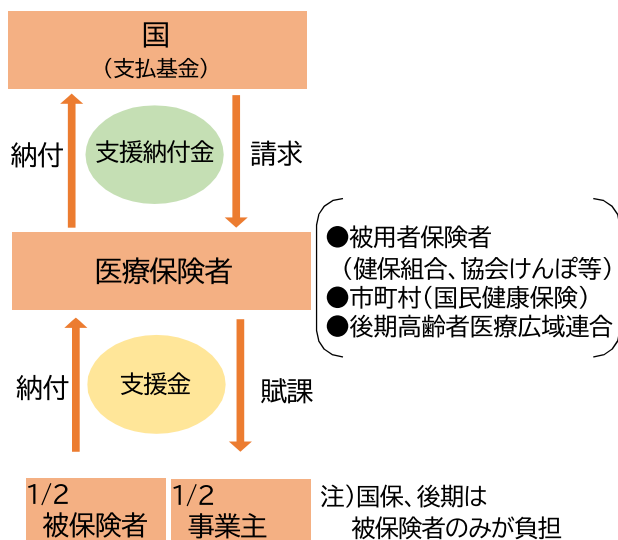 国
（支払基金）
納付
支援納付金
請求
医療保険者
●被用者保険者
（健保組合、協会けんぽ等）
●市町村（国民健康保険）
●後期高齢者医療広域連合
納付
支援金
賦課
1/2
被保険者
1/2
事業主
注）国保、後期は
被保険者のみが負担